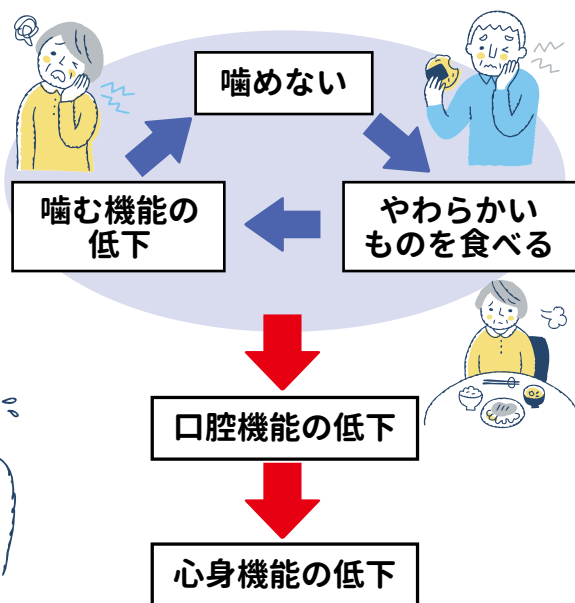 噛めない
噛む機能の
低下
やわらかい
ものを食べる
口腔機能の低下
心身機能の低下